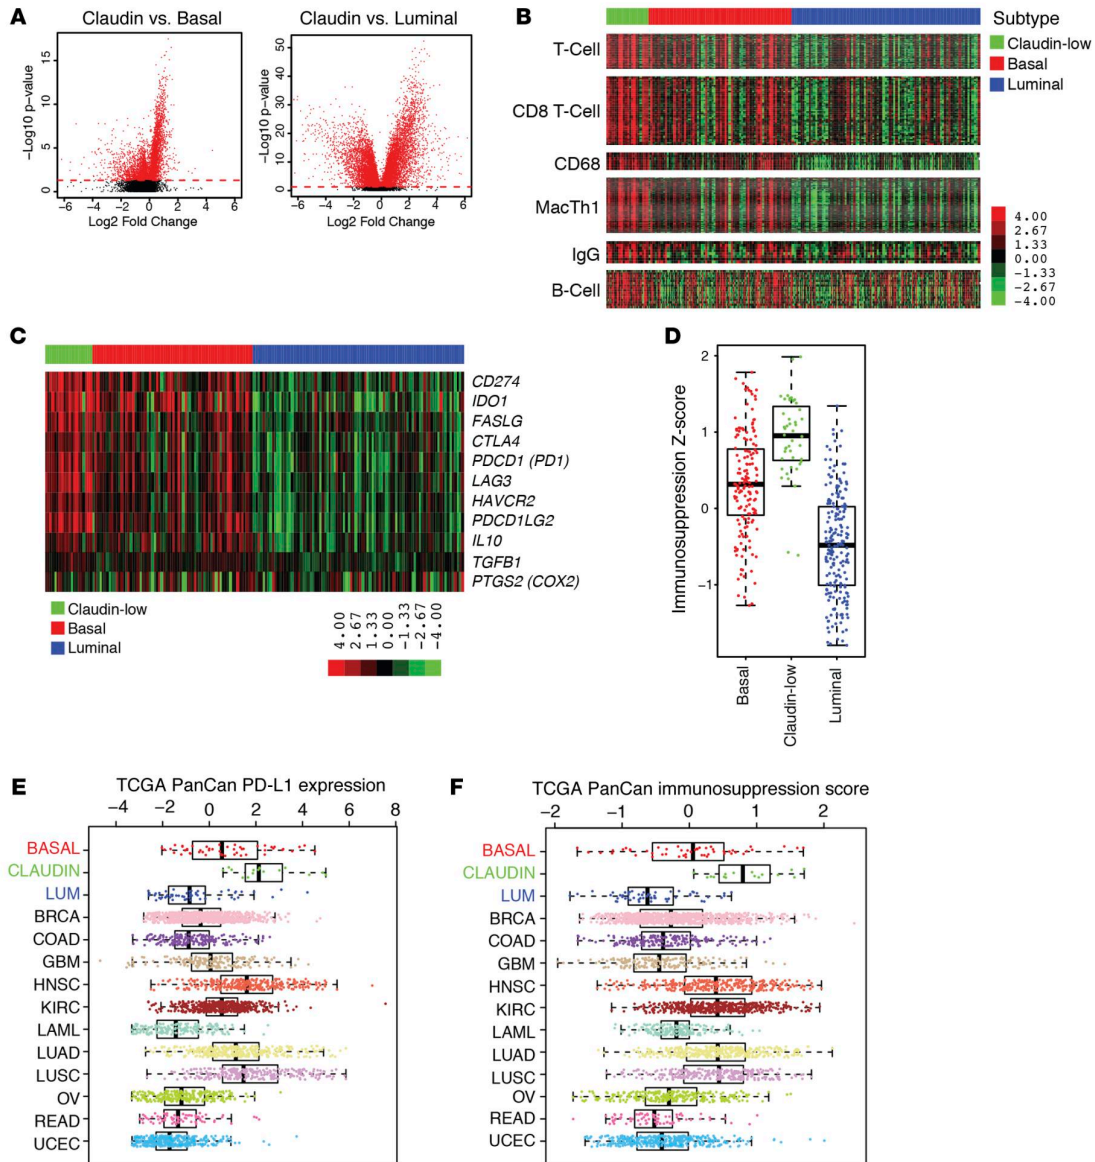 A
Claudin vs. Basal
Claudin vs. Luminal
−Log10 p-value
15
10
5
0
−6 −4 −2 0 2 4 6
Log2 Fold Change
−Log10 p-value
50
40
30
20
10
0
−6 −4 −2 0 2 4 6
Log2 Fold Change
B
Subtype
Claudin-low
Basal
Luminal
T-Cell
CD8 T-Cell
CD68
MacTh1
IgG
B-Cell
4.00
2.67
1.33
0.00
−1.33
−2.67
−4.00
C
CD274
IDO1
FASLG
CTLA4
PDCD1 (PD1)
LAG3
HAVCR2
PDCD1LG2
IL10
TGFB1
PTGS2 (COX2)
Claudin-low
Basal
Luminal
4.00
2.67
1.33
0.00
−1.33
−2.67
−4.00
D
Immunosuppression Z-score
2
1
0
−1
Basal
Claudin-low
Luminal
E
TCGA PanCan PD-L1 expression
−4 −2 0 2 4 6 8
BASAL
CLAUDIN
LUM
BRCA
COAD
GBM
HNSC
KIRC
LAML
LUAD
LUSC
OV
READ
UCEC
F
TCGA PanCan immunosuppression score
−2 −1 0 1 2
BASAL
CLAUDIN
LUM
BRCA
COAD
GBM
HNSC
KIRC
LAML
LUAD
LUSC
OV
READ
UCEC